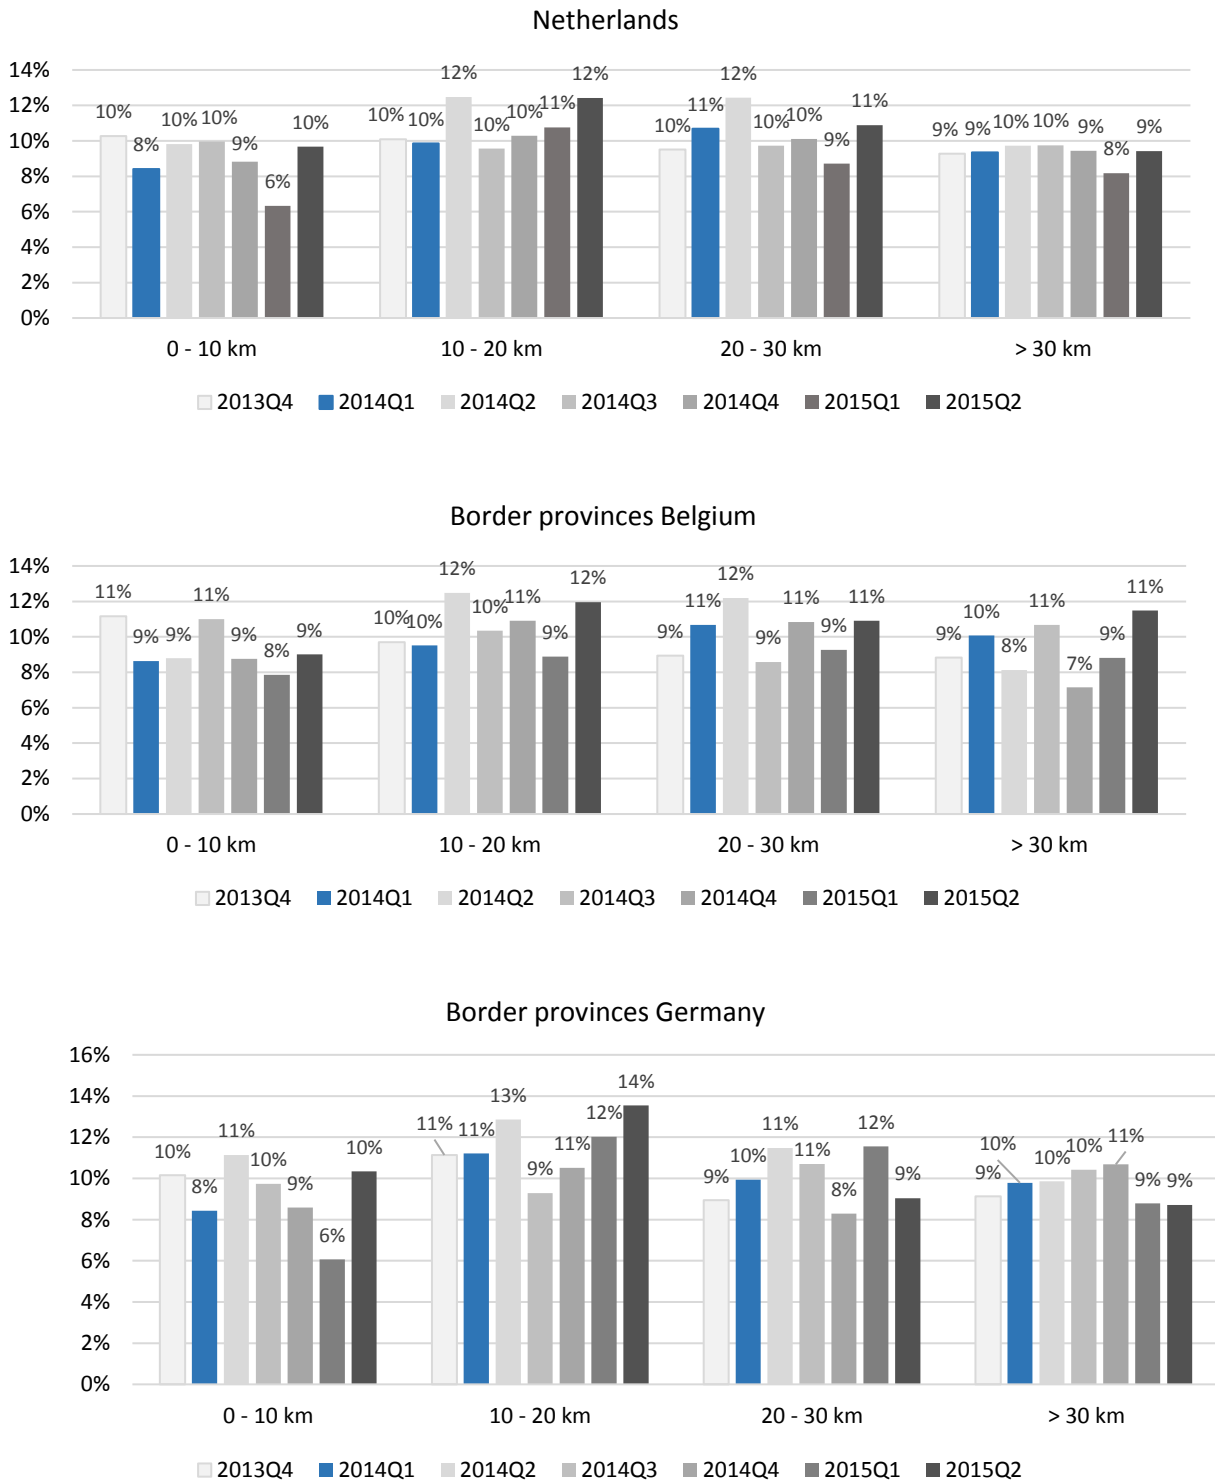 Netherlands
14%
12%
10%
8%
6%
4%
2%
0%
10% 8% 10% 10% 9% 6% 10%
10% 10% 12% 10% 10% 11% 12%
10% 11% 12% 10% 10% 9% 11%
9% 9% 10% 10% 9% 8% 9%
0 - 10 km 10 - 20 km 20 - 30 km > 30 km
2013Q4 2014Q1 2014Q2 2014Q3 2014Q4 2015Q1 2015Q2
Border provinces Belgium
14%
12%
10%
8%
6%
4%
2%
0%
11% 9% 9% 11% 9% 8% 9%
10% 10% 12% 10% 11% 9% 12%
9% 11% 12% 9% 11% 9% 11%
9% 10% 8% 11% 7% 9% 11%
0 - 10 km 10 - 20 km 20 - 30 km > 30 km
2013Q4 2014Q1 2014Q2 2014Q3 2014Q4 2015Q1 2015Q2
Border provinces Germany
16%
14%
12%
10%
8%
6%
4%
2%
0%
10% 8% 11% 10% 9% 6% 10%
11% 11% 13% 9% 11% 12% 14%
9% 10% 11% 11% 8% 12% 9%
9% 10% 10% 10% 11% 9% 9%
0 - 10 km 10 - 20 km 20 - 30 km > 30 km
2013Q4 2014Q1 2014Q2 2014Q3 2014Q4 2015Q1 2015Q2